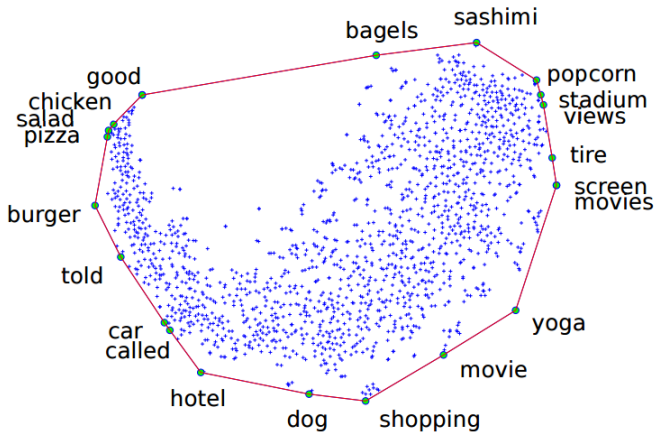 sashimi
bagels
popcorn
good
stadium
chicken
views
salad
pizza
tire
screen
movies
burger
told
yoga
car
called
movie
hotel
dog
shopping